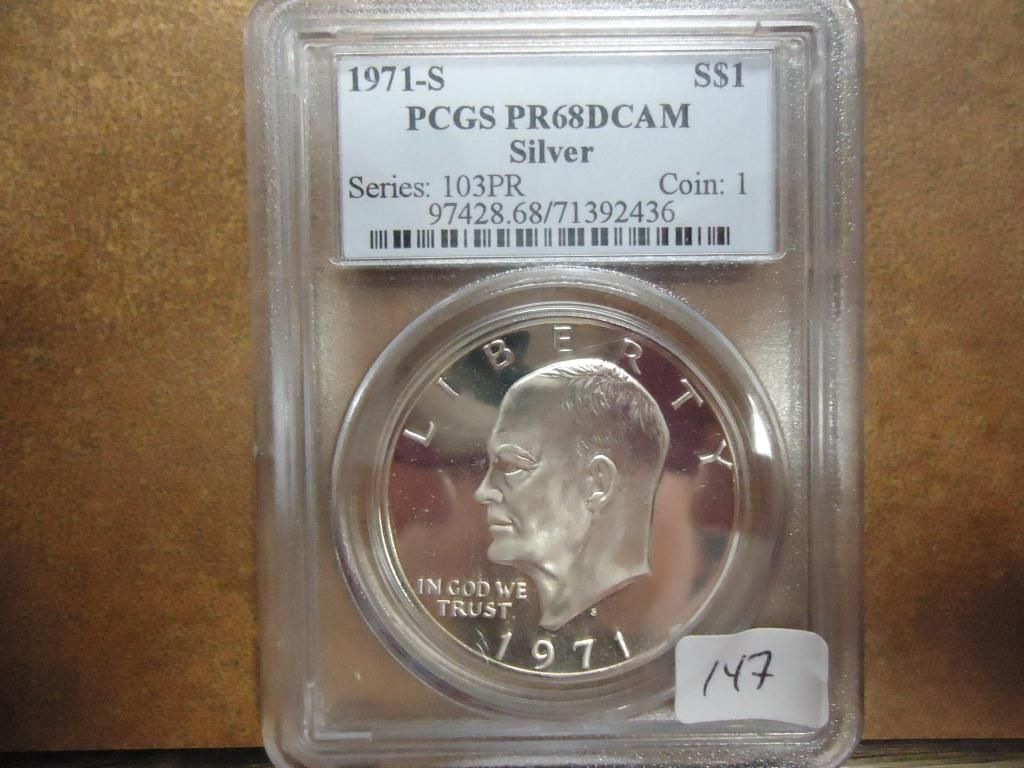 1971-S S$1
PCGS PR68DCAM
Silver
Series: 103PR Coin: 1
97428.68/71392436
LIBERTY
IN GOD WE
TRUST
S
1971
147